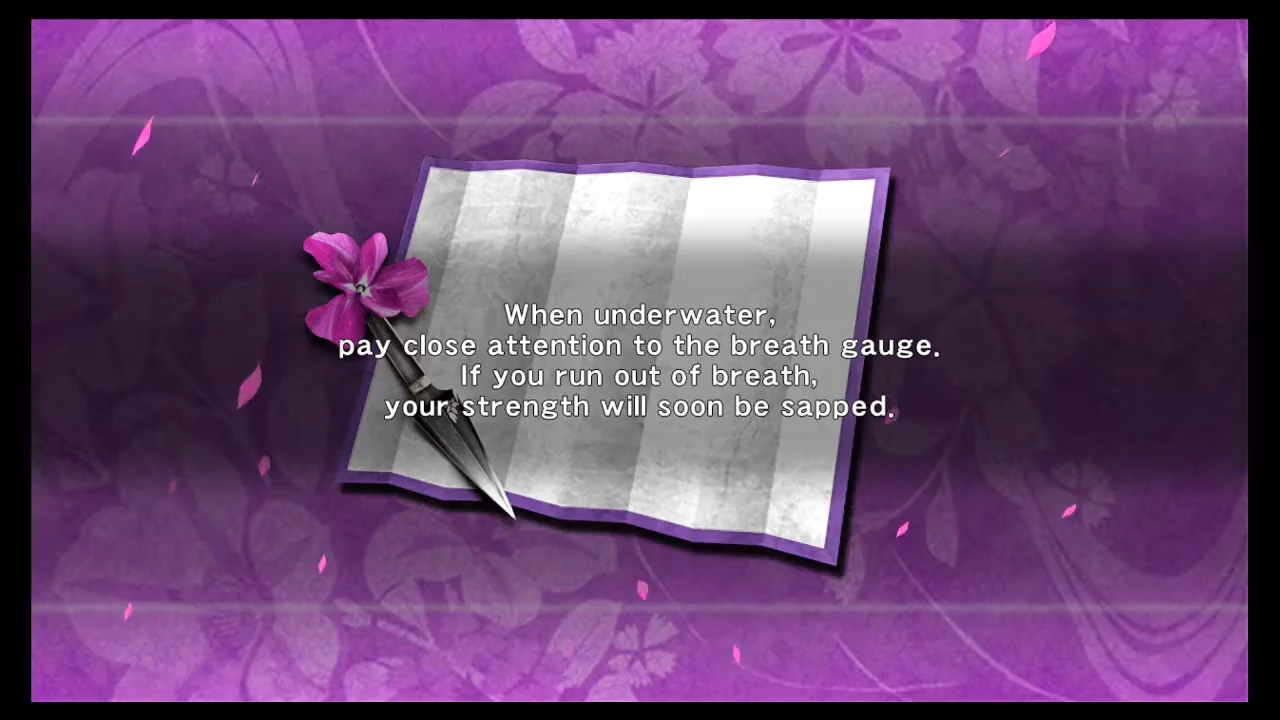 When underwater,
pay close attention to the breath gauge.
If you run out of breath,
your strength will soon be sapped.